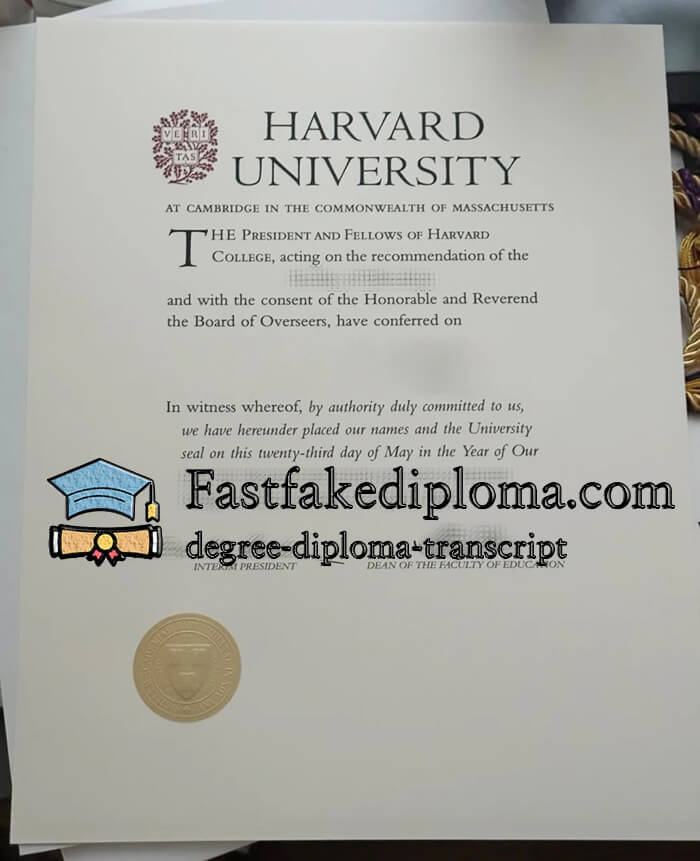 VE RI
TAS
HARVARD
UNIVERSITY
AT CAMBRIDGE IN THE COMMONWEALTH OF MASSACHUSETTS
THE PRESIDENT AND FELLOWS OF HARVARD
COLLEGE, acting on the recommendation of the
and with the consent of the Honorable and Reverend
the Board of Overseers, have conferred on
In witness whereof, by authority duly committed to us,
we have hereunder placed our names and the University
seal on this twenty-third day of May in the Year of Our
Fastfakediploma.com
degree-diploma-transcript
INTERIM PRESIDENT DEAN OF THE FACULTY OF EDUCATION